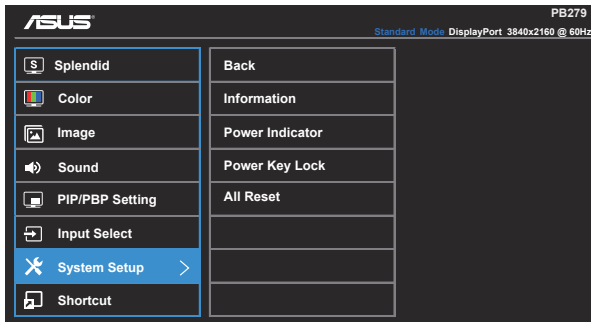 ASUS
PB279
Standard Mode DisplayPort 3840x2160 @ 60Hz
S Splendid
Color
Image
Sound
PIP/PBP Setting
Input Select
System Setup
Shortcut
Back
Information
Power Indicator
Power Key Lock
All Reset